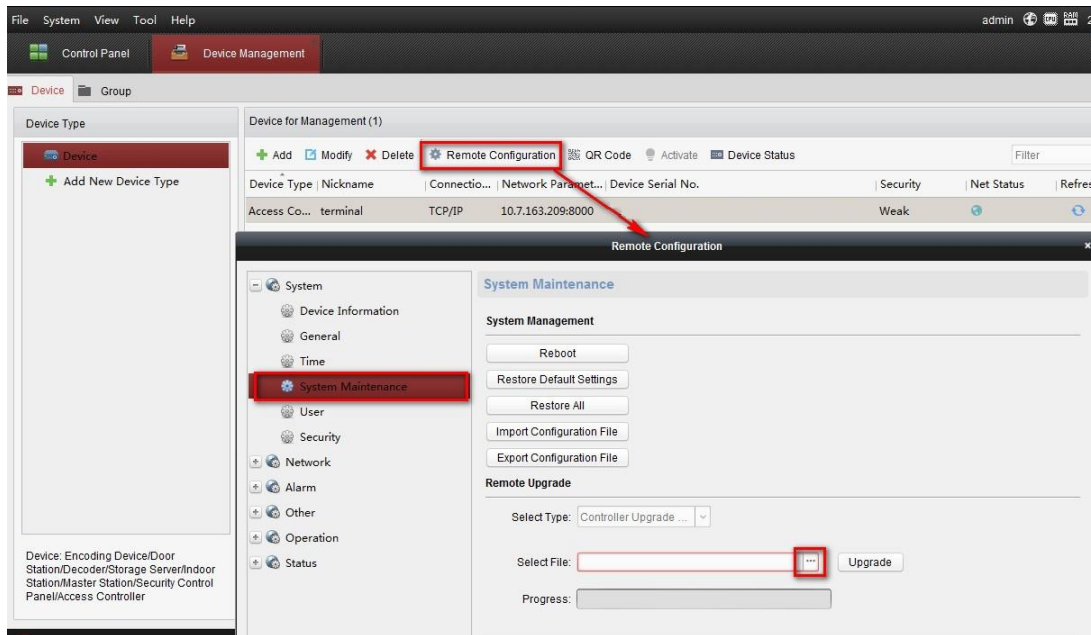 File System View Tool Help admin
Control Panel Device Management
Device Group
Device Type
Device
Add New Device Type
Device: Encoding Device/Door
Station/Decoder/Storage Server/Indoor
Station/Master Station/Security Control
Panel/Access Controller
Device for Management (1)
Add Modify Delete Remote Configuration QR Code Activate Device Status Filter
Device Type Nickname Connectio... Network Paramet... Device Serial No. Security Net Status Refres
Access Co... terminal TCP/IP 10.7.163.209:8000 Weak
Remote Configuration
System
Device Information
General
Time
System Maintenance
User
Security
Network
Alarm
Other
Operation
Status
System Maintenance
System Management
Reboot
Restore Default Settings
Restore All
Import Configuration File
Export Configuration File
Remote Upgrade
Select Type: Controller Upgrade ...
Select File: ... Upgrade
Progress: